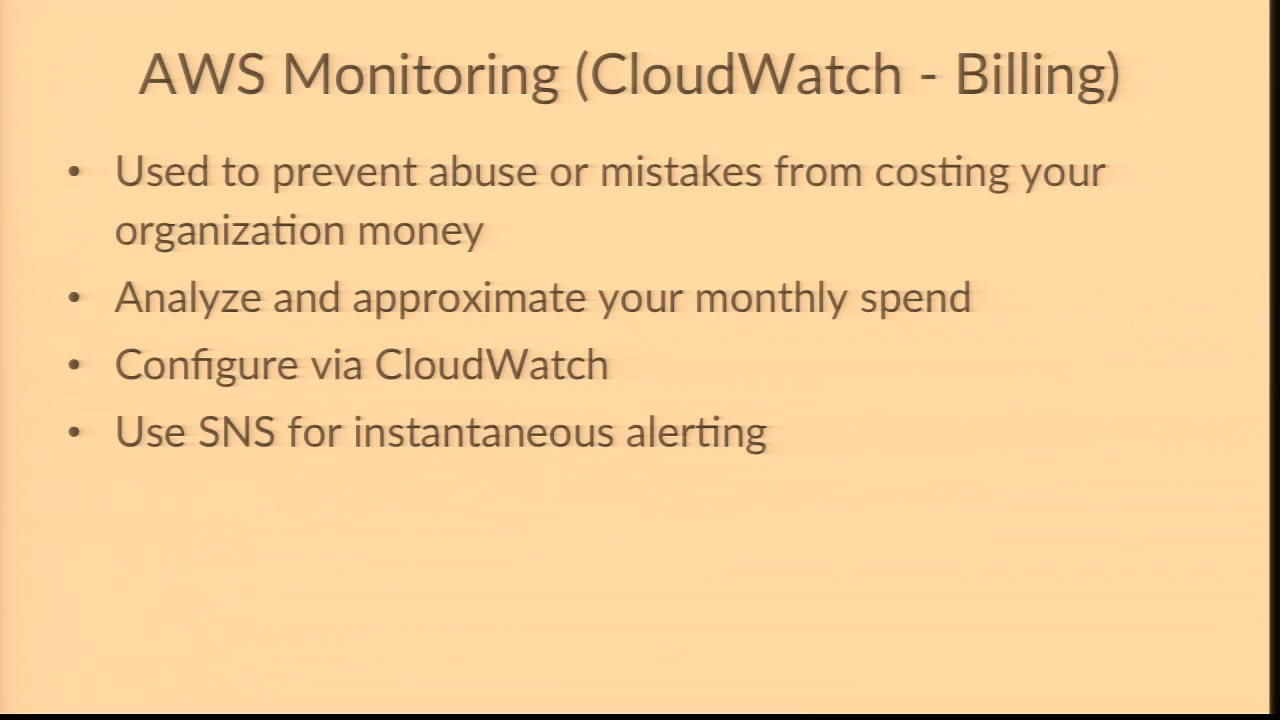 AWS Monitoring (CloudWatch - Billing)
• Used to prevent abuse or mistakes from costing your
organization money
• Analyze and approximate your monthly spend
• Configure via CloudWatch
• Use SNS for instantaneous alerting